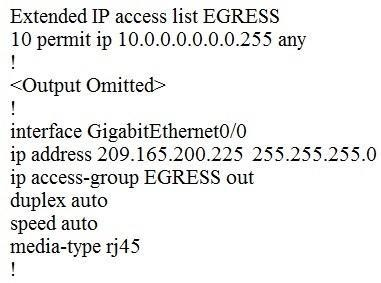 Extended IP access list EGRESS
10 permit ip 10.0.0.0.0.0.0.255 any
!
<Output Omitted>
!
interface GigabitEthernet0/0
ip address 209.165.200.225 255.255.255.0
ip access-group EGRESS out
duplex auto
speed auto
media-type rj45
!